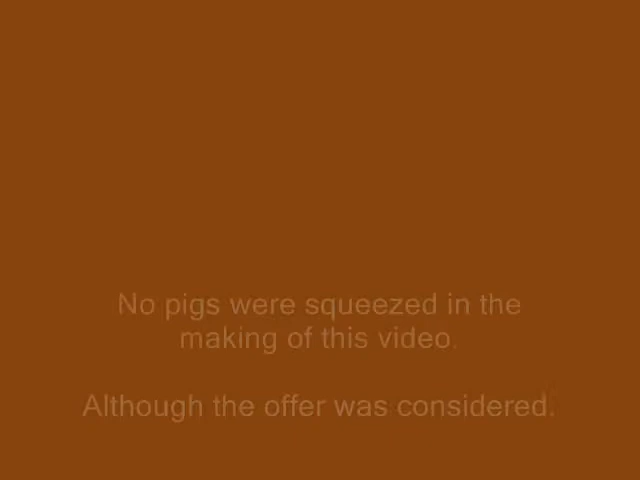 No pigs were squeezed in the
making of this video.
Although the offer was considered.